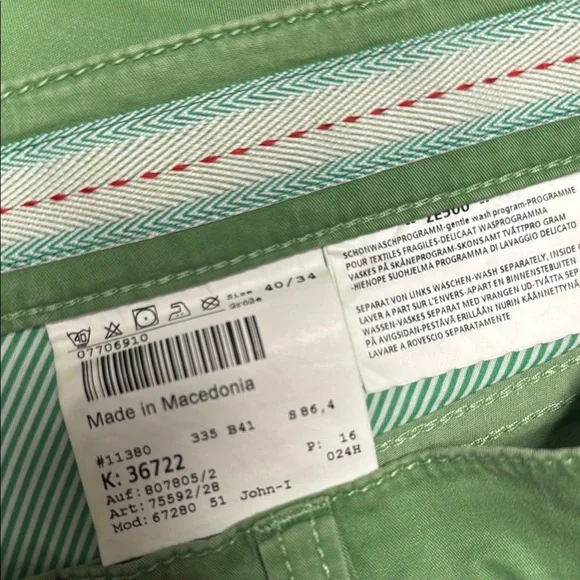 Size 40/34
Größe
40
07706910
Made in Macedonia
#11380 335 B41 S 86,4
K: 36722 P: 16
024H
Auf: 807805/2
Art: 75592/28
Mod: 67280 51 John-I
SCHONWASCHPROGRAMM-gentle wash program-PROGRAMME
POUR TEXTILES FRAGILES-DELICAAT WASPROGRAMMA
VASKES PÅ SKÅNEPROGRAM-SKONSAMT TVÄTTPRO GRAM
-HIENOPE SUOHJELMA PROGRAMMA DI LAVAGGIO DELICATO
SEPARAT VON LINKS WASCHEN-WASH SEPARATELY, INSIDE
LAVER A PART SUR L'ENVERS-APART EN BINNENSTEBUITEN
WASSEN-VASKES SEPARAT MED VRANGEN UD-TVÄTTA SEP
PÅ AVIGSIDAN-PESTÄVÄ ERILLÄÄN NURIN KÄÄNNETTYNÄ
LAVARE A ROVESCIO SEPARTAMENTE